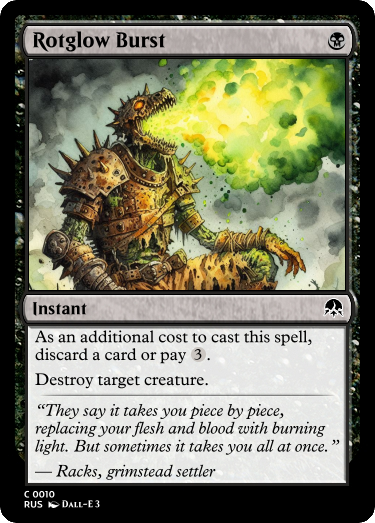 Rotglow Burst
Instant
As an additional cost to cast this spell,
discard a card or pay 3.
Destroy target creature.
“They say it takes you piece by piece,
replacing your flesh and blood with burning
light. But sometimes it takes you all at once.”
— Racks, grimstead settler
C 0010
RUS DALL-E 3